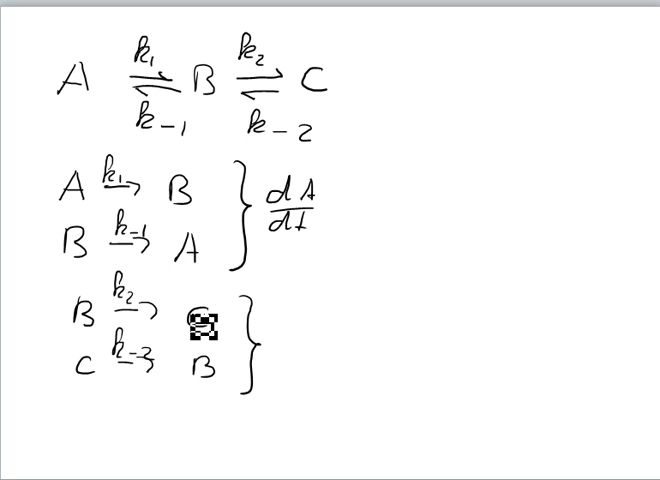 A k₁ ⇌ k₋₁ B k₂ ⇌ k₋₂ C
A k₁ → B
B k₋₁ → A } dA/dt
B k₂ →
C k₋₂ → B }